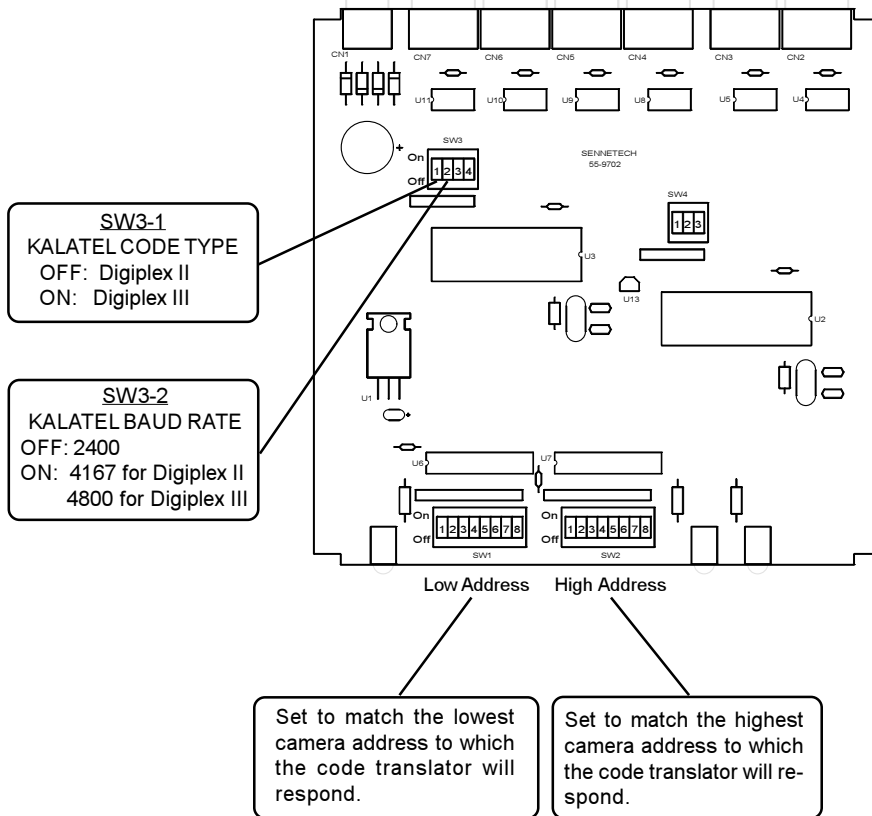 CN1 CN7 CN6 CN5 CN4 CN3 CN2
U11 U10 U9 U8 U5 U4
SW3
On
Off
1 2 3 4
+
SENNETECH
55-9702
SW4
1 2 3
SW3-1
KALATEL CODE TYPE
OFF: Digiplex II
ON: Digiplex III
U3
U13
U2
SW3-2
KALATEL BAUD RATE
OFF: 2400
ON: 4167 for Digiplex II
4800 for Digiplex III
U1
+
U6 U7
On
Off
1 2 3 4 5 6 7 8
SW1
On
Off
1 2 3 4 5 6 7 8
SW2
Low Address High Address
Set to match the lowest
camera address to which
the code translator will
respond.
Set to match the highest
camera address to which
the code translator will re-
spond.